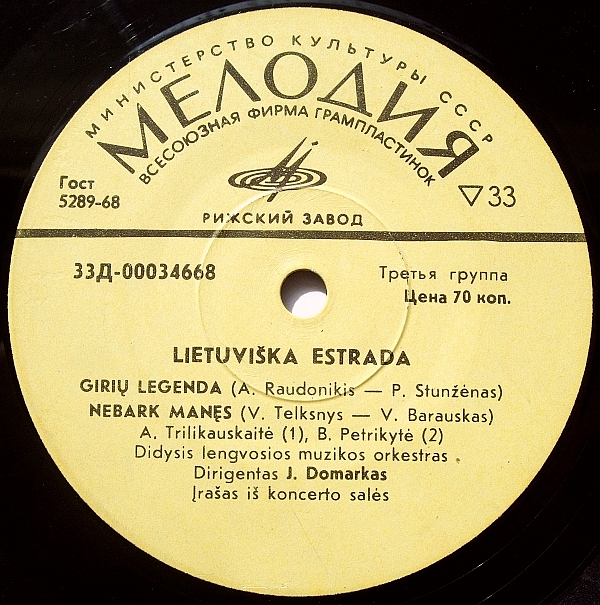 МИНИСТЕРСТВО КУЛЬТУРЫ СССР
МЕЛОДИЯ
ВСЕСОЮЗНАЯ ФИРМА ГРАМПЛАСТИНОК
Гост
5289-68
▽33
РИЖСКИЙ ЗАВОД
33Д-00034668
Третья группа
Цена 70 коп.
LIETUVIŠKA ESTRADA
GIRIŲ LEGENDA (A. Raudonikis — P. Stunžėnas)
NEBARK MANĘS (V. Telksnys — V. Barauskas)
A. Trilikauskaitė (1), B. Petrikytė (2)
Didysis lengvosios muzikos orkestras
Dirigentas J. Domarkas
Įrašas iš koncerto salės